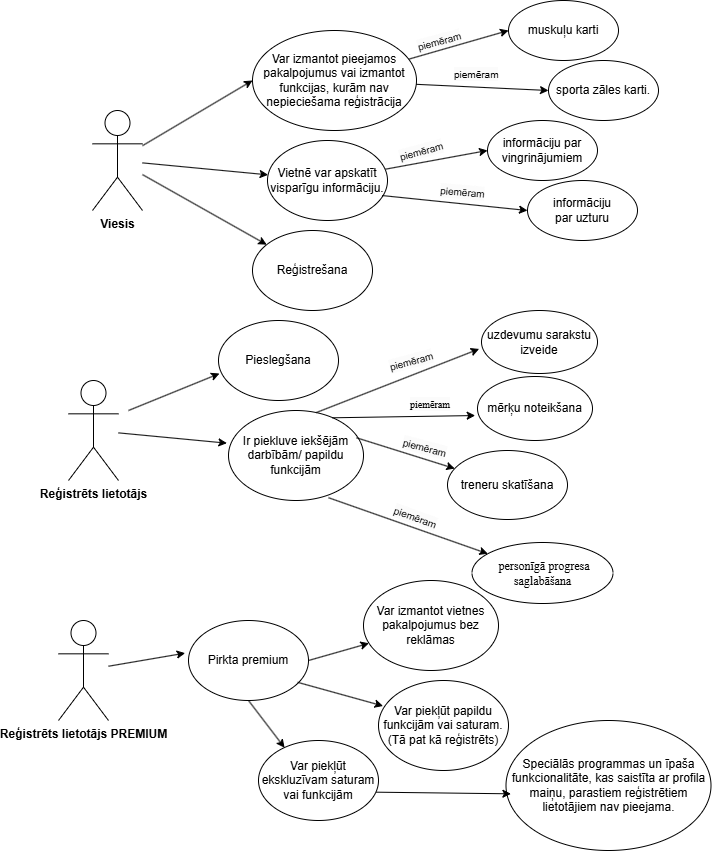 piemēram
muskuļu karti
Var izmantot pieejamos
pakalpojumus vai izmantot
funkcijas, kurām nav
nepieciešama reģistrācija
piemēram
sporta zāles karti.
Viesis
Vietnē var apskatīt
visparīgu informāciju.
piemēram
informāciju par
vingrinājumiem
piemēram
informāciju
par uzturu
Reģistrešana
Reģistrēts lietotājs
Pieslegšana
Ir piekluve iekšējām
darbībām/ papildu
funkcijām
piemēram
uzdevumu sarakstu
izveide
piemēram
mērķu noteikšana
piemēram
treneru skatīšana
piemēram
personīgā progresa
saglabāšana
Reģistrēts lietotājs PREMIUM
Pirkta premium
Var izmantot vietnes
pakalpojumus bez
reklāmas
Var piekļūt papildu
funkcijām vai saturam.
(Tā pat kā reģistrēts)
Var piekļūt
ekskluzīvam saturam
vai funkcijām
Speciālās programmas un īpaša
funkcionalitāte, kas saistīta ar profila
maiņu, parastiem reģistrētiem
lietotājiem nav pieejama.